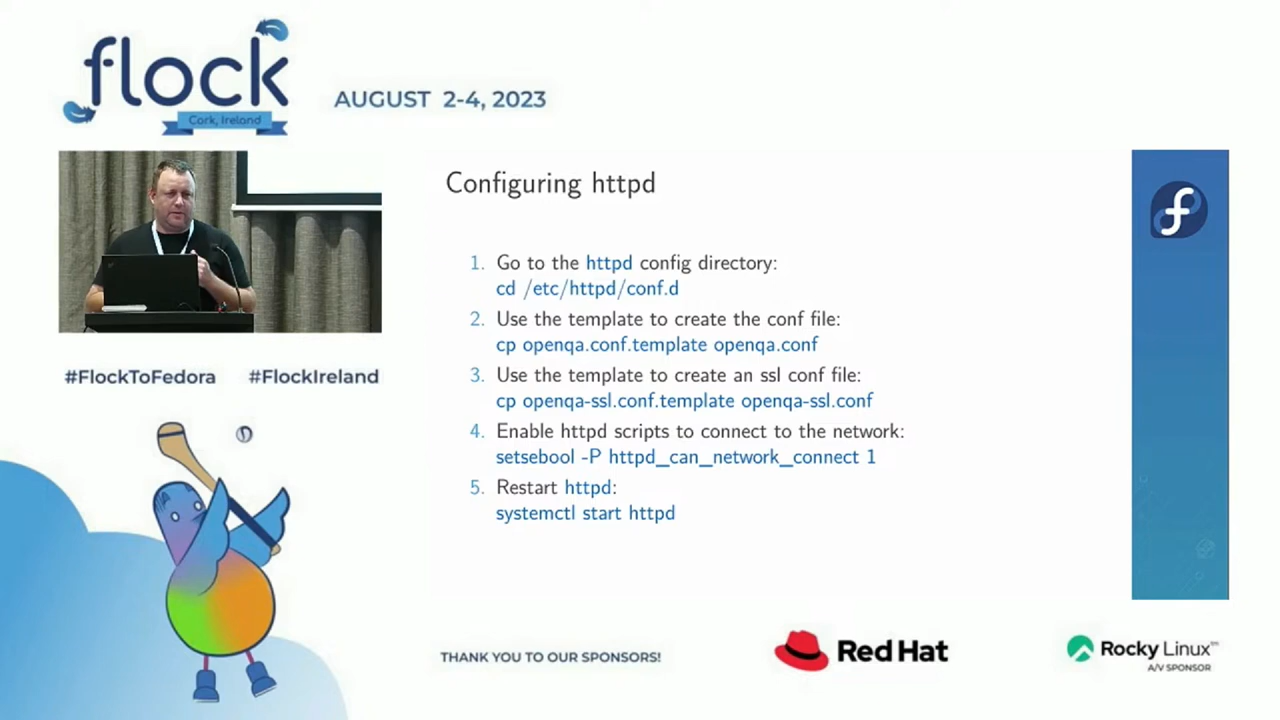 flock
Cork, Ireland
AUGUST 2-4, 2023
Configuring httpd
1. Go to the httpd config directory:
cd /etc/httpd/conf.d
2. Use the template to create the conf file:
cp openqa.conf.template openqa.conf
3. Use the template to create an ssl conf file:
cp openqa-ssl.conf.template openqa-ssl.conf
4. Enable httpd scripts to connect to the network:
setsebool -P httpd_can_network_connect 1
5. Restart httpd:
systemctl start httpd
#FlockToFedora #FlockIreland
THANK YOU TO OUR SPONSORS!
Red Hat
Rocky Linux™
A/V SPONSOR